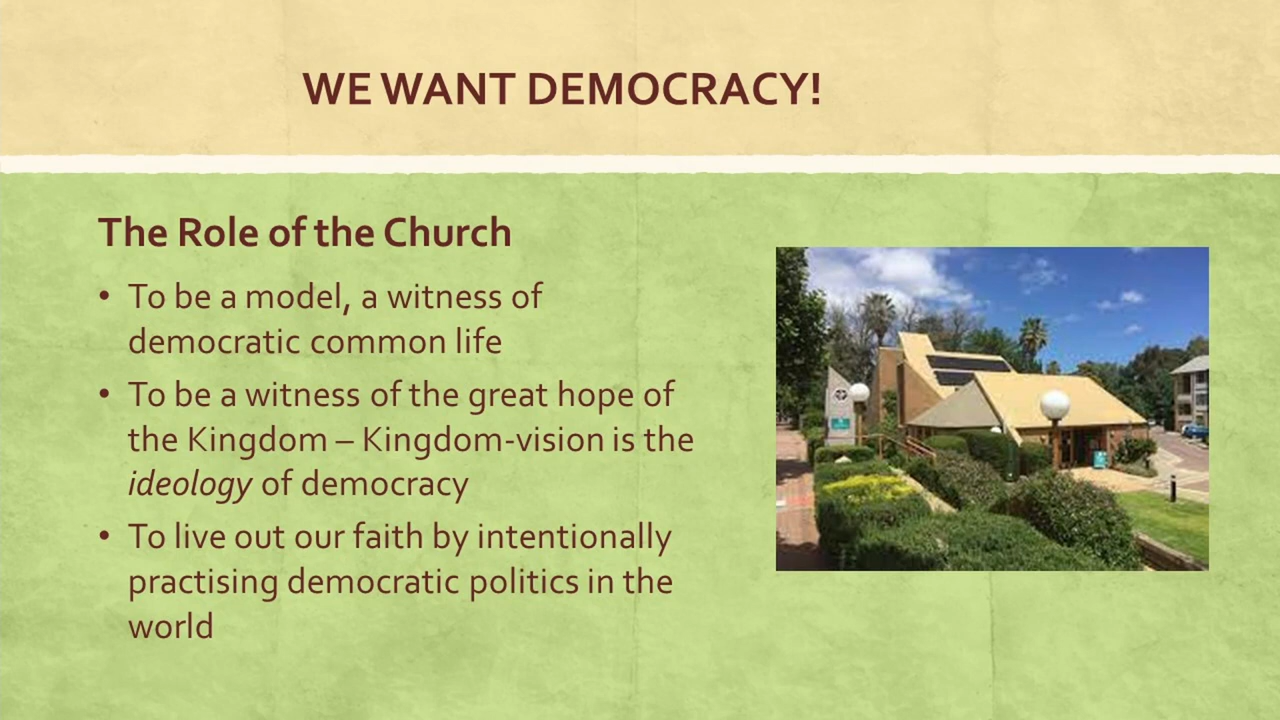 WE WANT DEMOCRACY!
The Role of the Church
• To be a model, a witness of
democratic common life
• To be a witness of the great hope of
the Kingdom – Kingdom-vision is the
ideology of democracy
• To live out our faith by intentionally
practising democratic politics in the
world